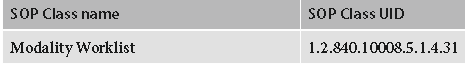 SOP Class name SOP Class UID
Modality Worklist 1.2.840.10008.5.1.4.31